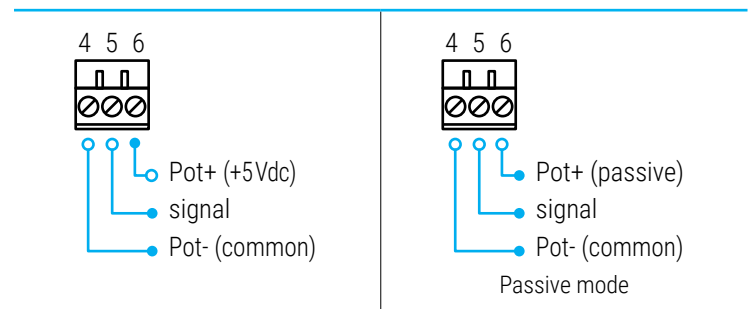 4 5 6
Pot+ (+5Vdc)
signal
Pot- (common)
4 5 6
Pot+ (passive)
signal
Pot- (common)
Passive mode